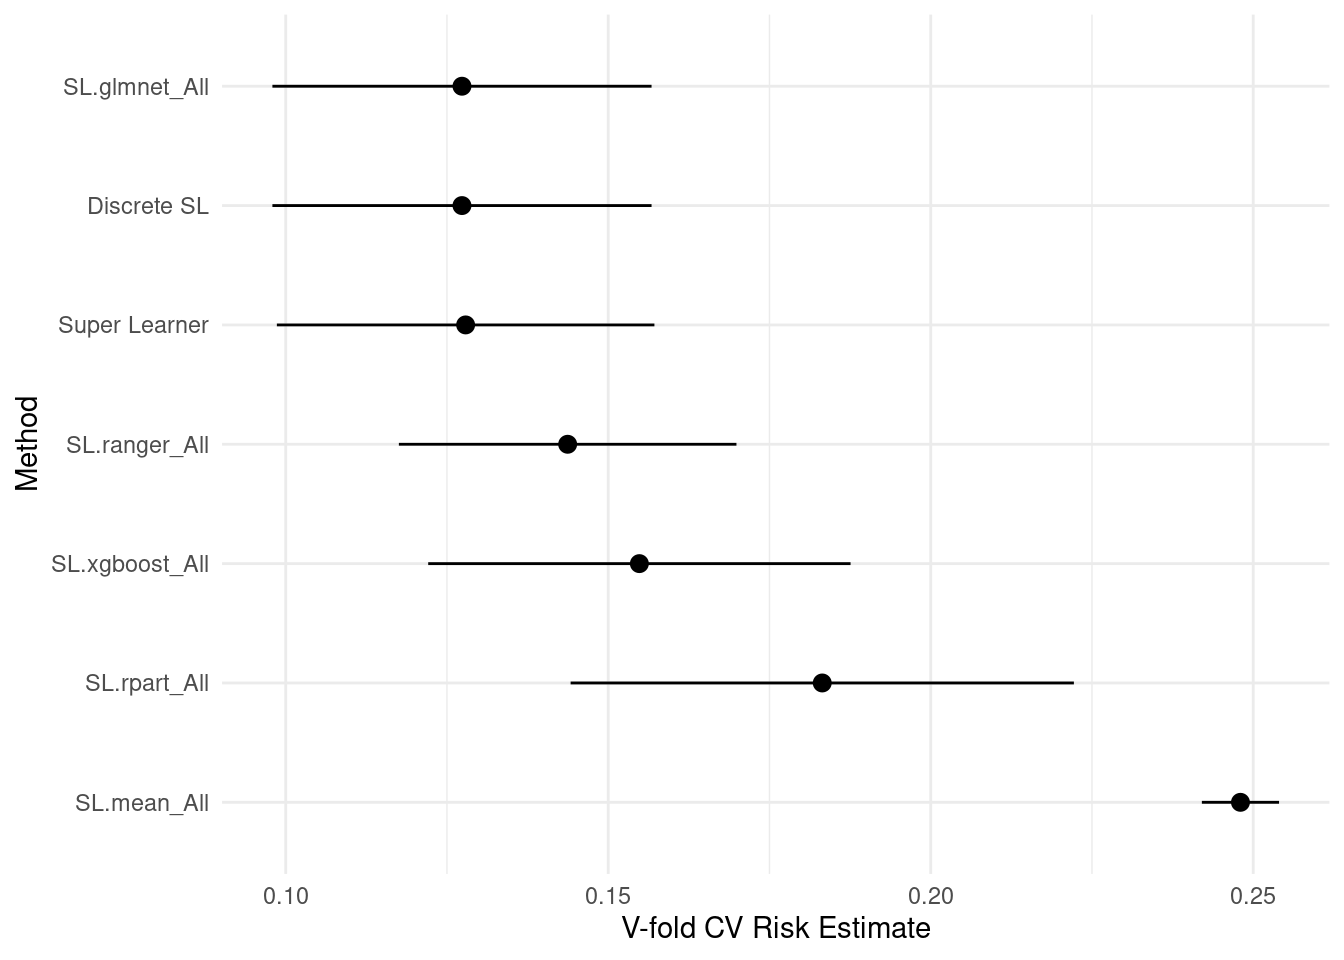 SL.glmnet_All
Discrete SL
Super Learner
SL.ranger_All
SL.xgboost_All
SL.rpart_All
SL.mean_All
Method
0.10 0.15 0.20 0.25
V-fold CV Risk Estimate